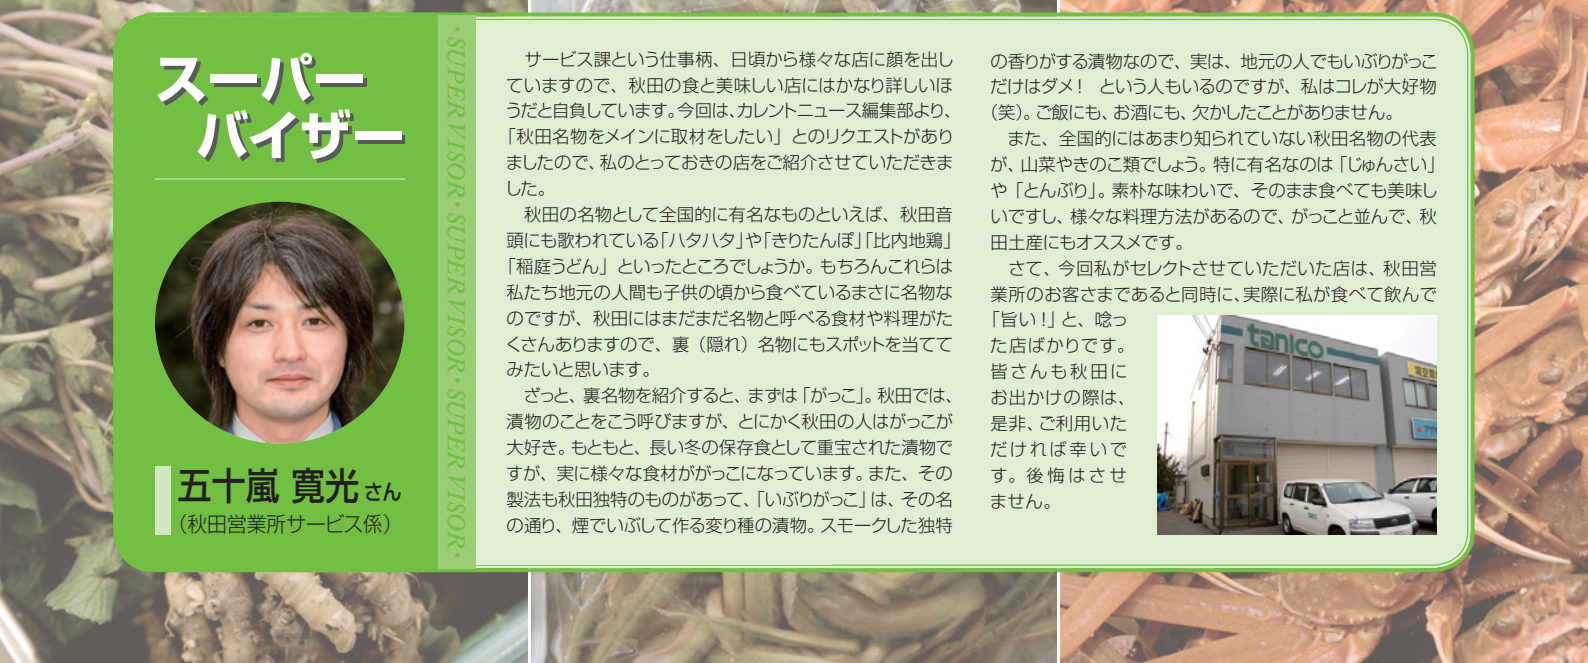 スーパー
バイザー
五十嵐 寛光さん
（秋田営業所サービス係）
・SUPER VISOR・SUPER VISOR・SUPER VISOR・
　サービス課という仕事柄、日頃から様々な店に顔を出し
ていますので、秋田の食と美味しい店にはかなり詳しいほ
うだと自負しています。今回は、カレントニュース編集部より、
「秋田名物をメインに取材をしたい」とのリクエストがあり
ましたので、私のとっておきの店をご紹介させていただきま
した。
　秋田の名物として全国的に有名なものといえば、秋田音
頭にも歌われている「ハタハタ」や「きりたんぽ」「比内地鶏」
「稲庭うどん」といったところでしょうか。もちろんこれらは
私たち地元の人間も子供の頃から食べているまさに名物な
のですが、秋田にはまだまだ名物と呼べる食材や料理がた
くさんありますので、裏（隠れ）名物にもスポットを当てて
みたいと思います。
　ざっと、裏名物を紹介すると、まずは「がっこ」。秋田では、
漬物のことをこう呼びますが、とにかく秋田の人はがっこが
大好き。もともと、長い冬の保存食として重宝された漬物で
すが、実に様々な食材ががっこになっています。また、その
製法も秋田独特のものがあって、「いぶりがっこ」は、その名
の通り、煙でいぶして作る変り種の漬物。スモークした独特
の香りがする漬物なので、実は、地元の人でもいぶりがっこ
だけはダメ！　という人もいるのですが、私はコレが大好物
（笑）。ご飯にも、お酒にも、欠かしたことがありません。
　また、全国的にはあまり知られていない秋田名物の代表
が、山菜やきのこ類でしょう。特に有名なのは「じゅんさい」
や「とんぶり」。素朴な味わいで、そのまま食べても美味し
いですし、様々な料理方法があるので、がっこと並んで、秋
田土産にもオススメです。
　さて、今回私がセレクトさせていただいた店は、秋田営
業所のお客さまであると同時に、実際に私が食べて飲んで
「旨い！」と、唸っ
た店ばかりです。
皆さんも秋田に
お出かけの際は、
是非、ご利用いた
だければ幸いで
す。後悔はさせ
ません。
tanico